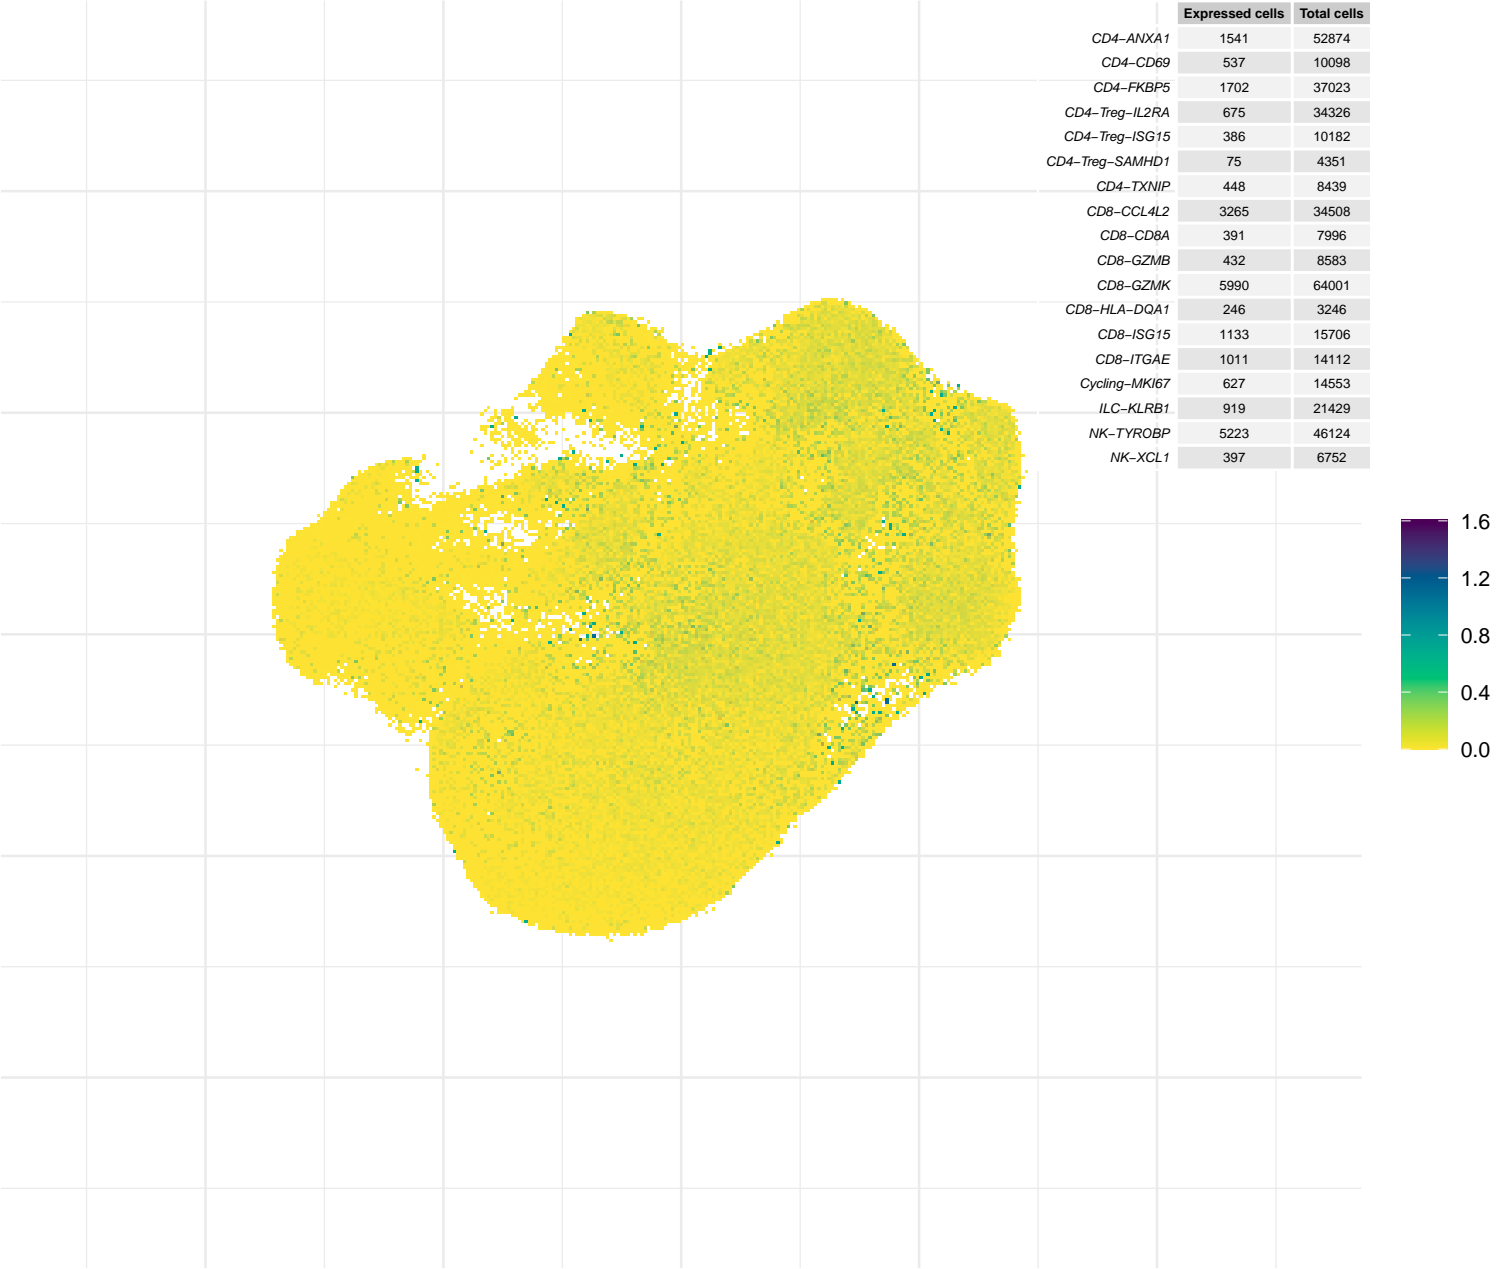 Expressed cells Total cells
CD4−ANXA1 1541 52874
CD4−CD69 537 10098
CD4−FKBP5 1702 37023
CD4−Treg−IL2RA 675 34326
CD4−Treg−ISG15 386 10182
CD4−Treg−SAMHD1 75 4351
CD4−TXNIP 448 8439
CD8−CCL4L2 3265 34508
CD8−CD8A 391 7996
CD8−GZMB 432 8583
CD8−GZMK 5990 64001
CD8−HLA−DQA1 246 3246
CD8−ISG15 1133 15706
CD8−ITGAE 1011 14112
Cycling−MKI67 627 14553
ILC−KLRB1 919 21429
NK−TYROBP 5223 46124
NK−XCL1 397 6752
1.6
1.2
0.8
0.4
0.0